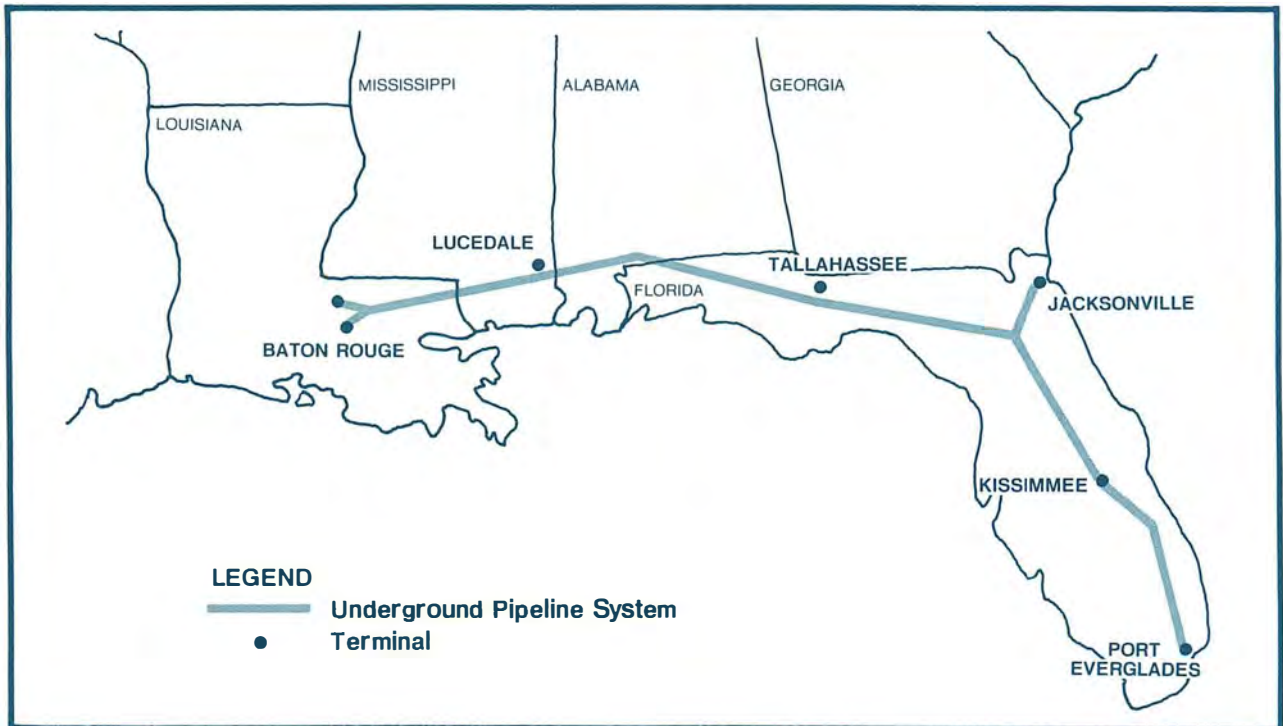 MISSISSIPPI
ALABAMA
GEORGIA
LOUISIANA
LUCEDALE
TALLAHASSEE
FLORIDA
JACKSONVILLE
BATON ROUGE
KISSIMMEE
LEGEND
Underground Pipeline System
Terminal
PORT
EVERGLADES